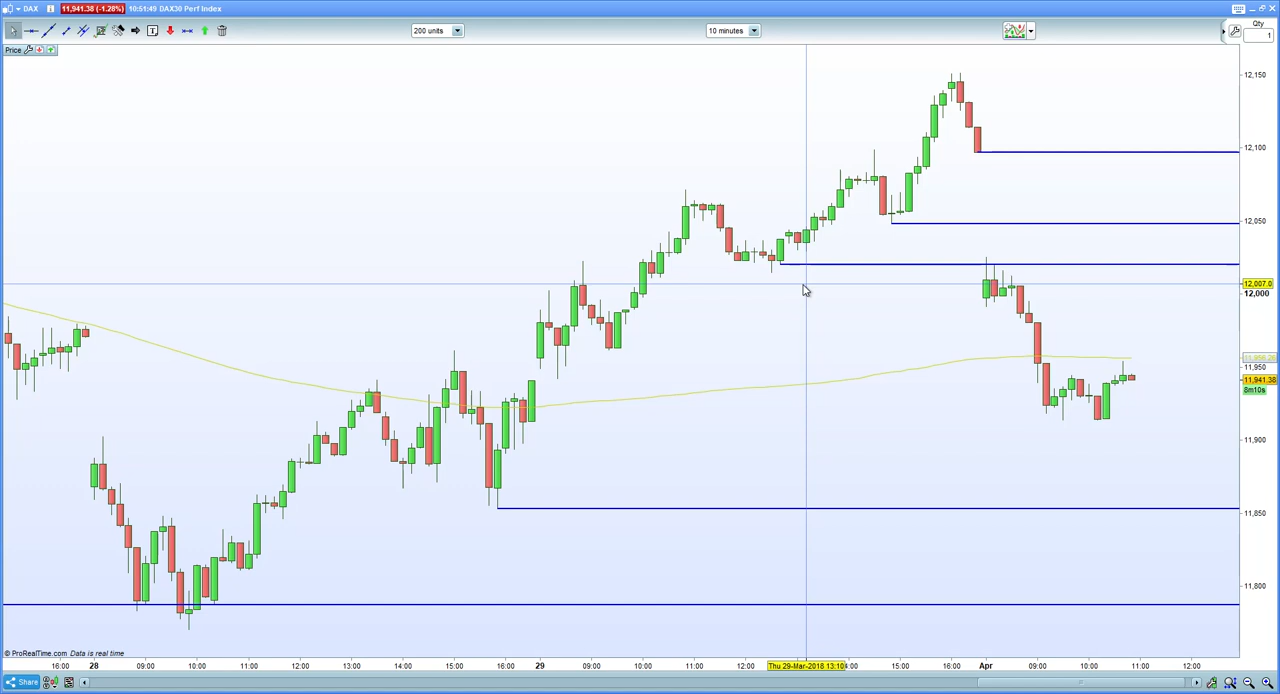 DAX 11,941.38 (-1.28%) 10:51:49 DAX30 Perf Index
200 units 10 minutes Qty
1
Price
12,150
12,100
12,050
12,007.0
12,000
11,950
11,941.38
8m10s
11,900
11,850
11,800
© ProRealTime.com Data is real time
16:00 28 09:00 10:00 11:00 12:00 13:00 14:00 15:00 16:00 29 09:00 10:00 11:00 12:00 Thu 29-Mar-2018 13:10 15:00 16:00 Apr 09:00 10:00 11:00 12:00
Share